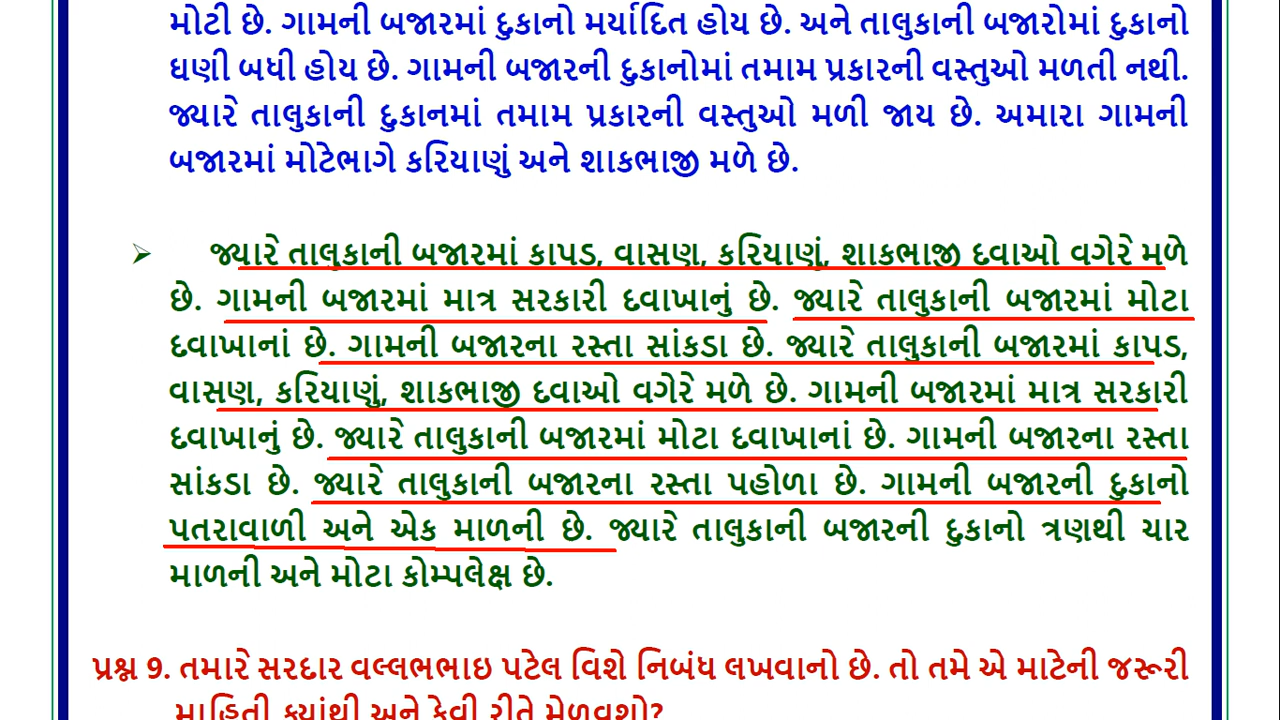 મોટી છે. ગામની બજારમાં દુકાનો મર્યાદિત હોય છે. અને તાલુકાની બજારોમાં દુકાનો
ઘણી બધી હોય છે. ગામની બજારની દુકાનોમાં તમામ પ્રકારની વસ્તુઓ મળતી નથી.
જ્યારે તાલુકાની દુકાનમાં તમામ પ્રકારની વસ્તુઓ મળી જાય છે. અમારા ગામની
બજારમાં મોટેભાગે કરિયાણું અને શાકભાજી મળે છે.
➢ જ્યારે તાલુકાની બજારમાં કાપડ, વાસણ, કરિયાણું, શાકભાજી દવાઓ વગેરે મળે
છે. ગામની બજારમાં માત્ર સરકારી દવાખાનું છે. જ્યારે તાલુકાની બજારમાં મોટા
દવાખાનાં છે. ગામની બજારના રસ્તા સાંકડા છે. જ્યારે તાલુકાની બજારમાં કાપડ,
વાસણ, કરિયાણું, શાકભાજી દવાઓ વગેરે મળે છે. ગામની બજારમાં માત્ર સરકારી
દવાખાનું છે. જ્યારે તાલુકાની બજારમાં મોટા દવાખાનાં છે. ગામની બજારના રસ્તા
સાંકડા છે. જ્યારે તાલુકાની બજારના રસ્તા પહોળા છે. ગામની બજારની દુકાનો
પતરાવાળી અને એક માળની છે. જ્યારે તાલુકાની બજારની દુકાનો ત્રણથી ચાર
માળની અને મોટા કોમ્પલેક્ષ છે.
પ્રશ્ન 9. તમારે સરદાર વલ્લભભાઇ પટેલ વિશે નિબંધ લખવાનો છે. તો તમે એ માટેની જરૂરી
માહિતી ક્યાંથી અને કેવી રીતે મેળવશો?